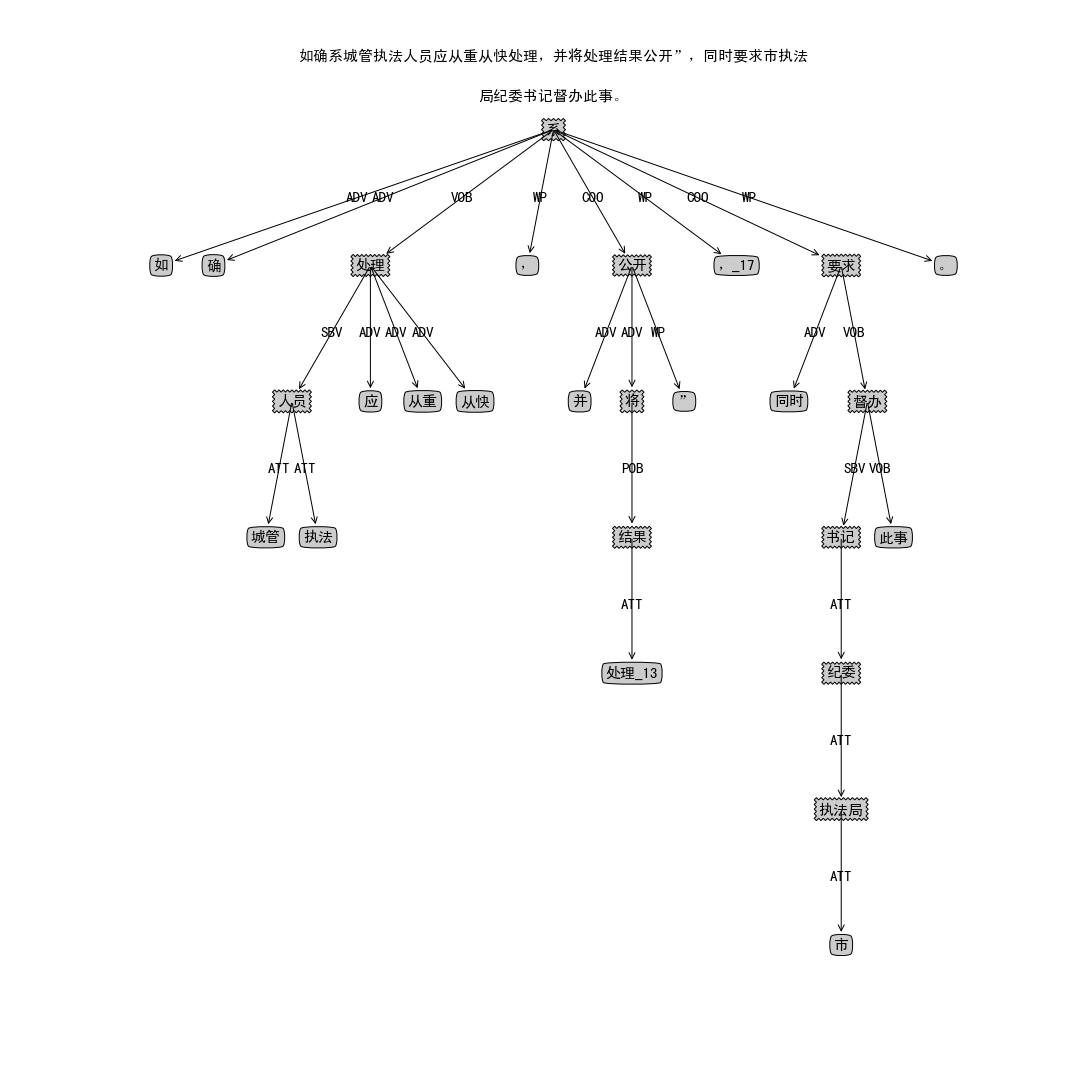 如确系城管执法人员应从重从快处理，并将处理结果公开”，同时要求市执法
局纪委书记督办此事。
系
ADV ADV VOB WP COO WP COO WP
如 确 处理 ， 公开 ，_17 要求 。
SBV ADV ADV ADV ADV ADV WP ADV VOB
人员 应 从重 从快 并 将 ” 同时 督办
ATT ATT POB SBV VOB
城管 执法 结果 书记 此事
ATT ATT
处理_13 纪委
ATT
执法局
ATT
市